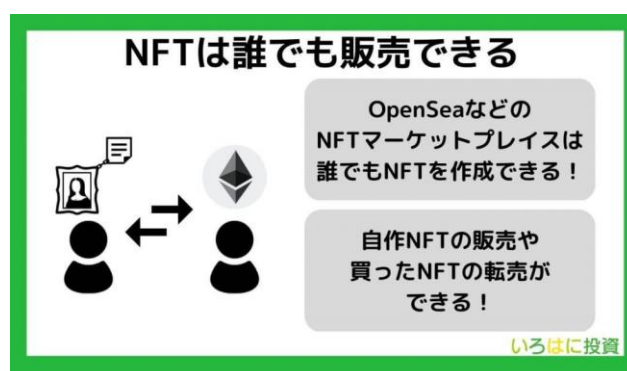 NFTは誰でも販売できる
OpenSeaなどの
NFTマーケットプレイスは
誰でもNFTを作成できる！
自作NFTの販売や
買ったNFTの転売が
できる！
いろはに投資